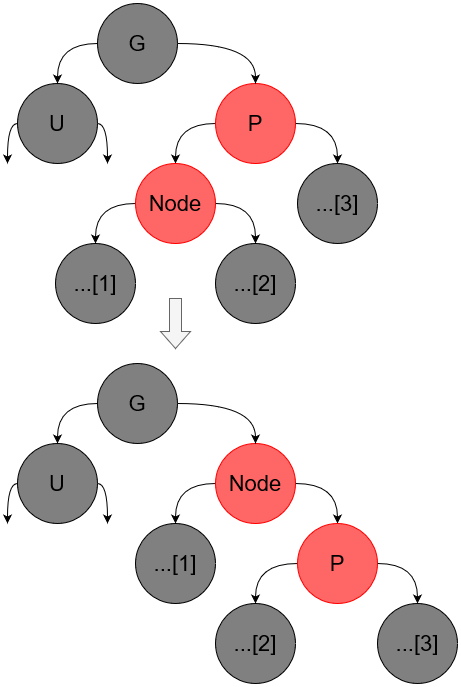 G
U
P
Node
...[3]
...[1]
...[2]
G
U
Node
...[1]
P
...[2]
...[3]